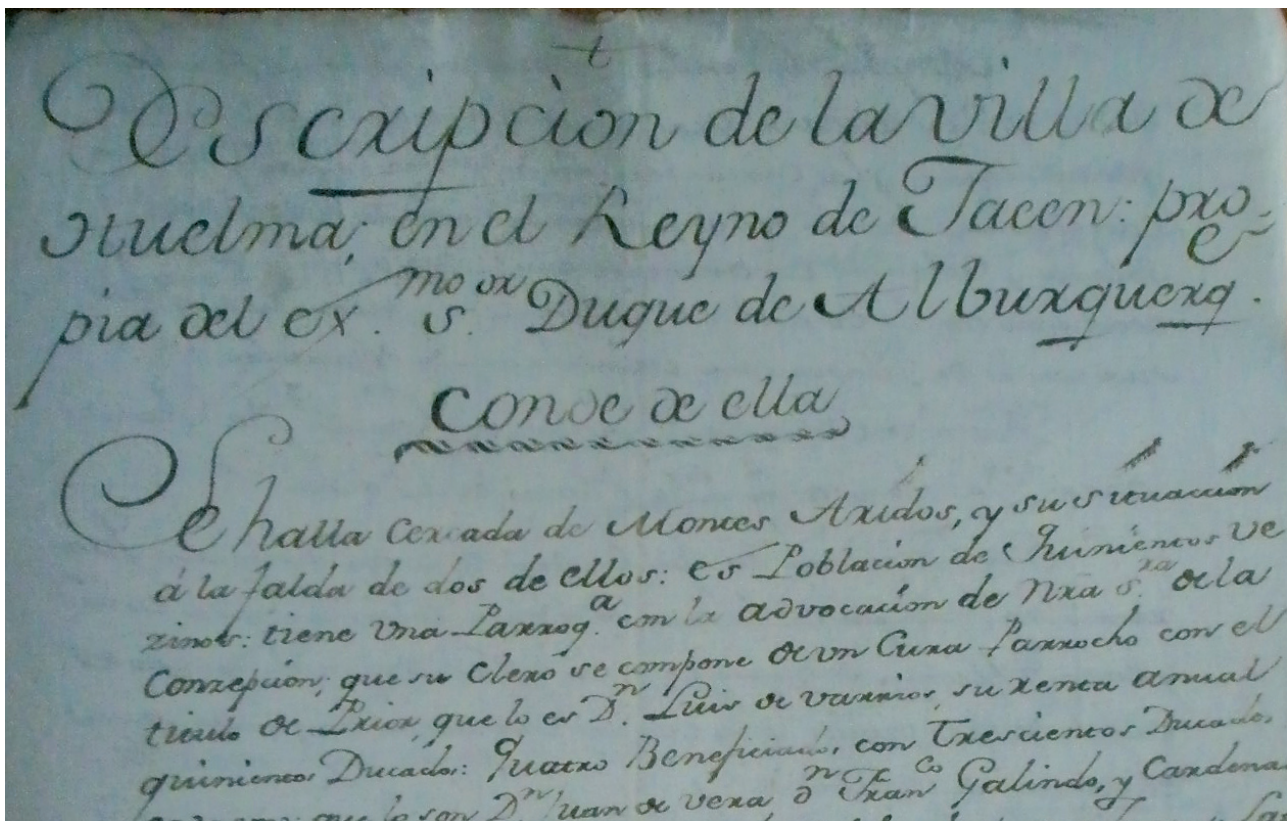 t
Descripcion de la villa de
Huelma; en el Reyno de Jaeen: pro-
pia del ex.mo s.or Duque de Alburquerq.e
Conde de ella
Se halla Cercada de Montes Aridos, y su situacion
á la falda de dos de ellos: es Poblacion de Quinientos Ve
zinos: tiene Una Parroq.a con la advocacion de Nra s.ra de la
Conzepcion; que su Clero se compone de un Cura Parrocho con el
titulo de Prior, que lo es D.n Luis de varrios, su renta anual
quinientos Ducados: Quatro Beneficiados con Trescientos Ducados
que lo son D.n Juan de vera, D.n Fran.co Galindo, y Cardena